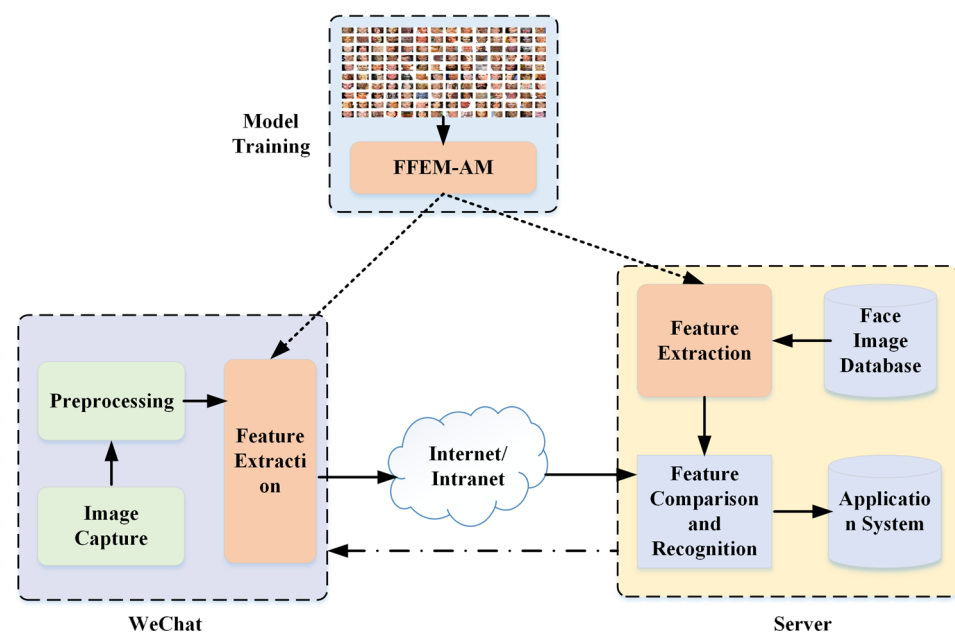 Model
Training
FFEM-AM
Feature
Extraction
Face
Image
Database
Preprocessing
Feature
Extracti
on
Internet/
Intranet
Feature
Comparison
and
Recognition
Applicatio
n System
Image
Capture
WeChat
Server